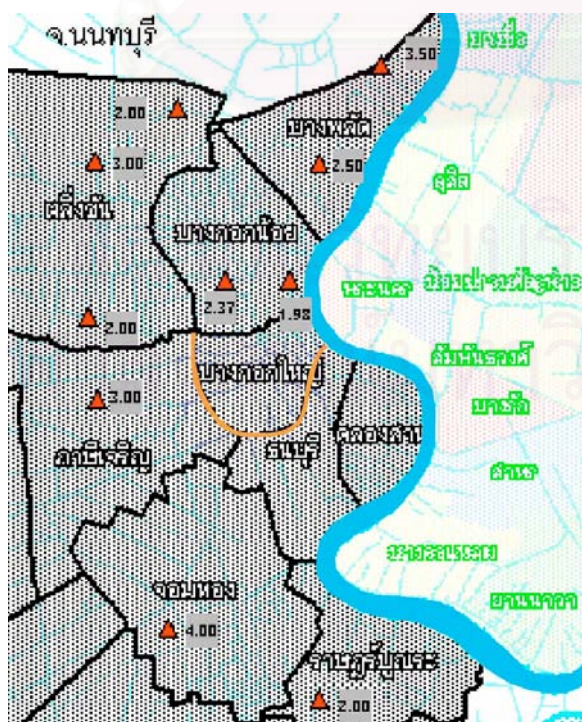 จ.นนทบุรี
3.50
บางซื่อ
2.00
บางพลัด
3.00
2.50
ดุสิต
ตลิ่งชัน
บางกอกน้อย
พระนคร
ป้อมปราบศัตรูพ่าย
2.37
1.98
2.00
สัมพันธวงศ์
บางกอกใหญ่
3.00
บางรัก
คลองสาน
ธนบุรี
ภาษีเจริญ
สาทร
บางคอแหลม
จอมทอง
ยานนาวา
4.00
ราษฎร์บูรณะ
2.00